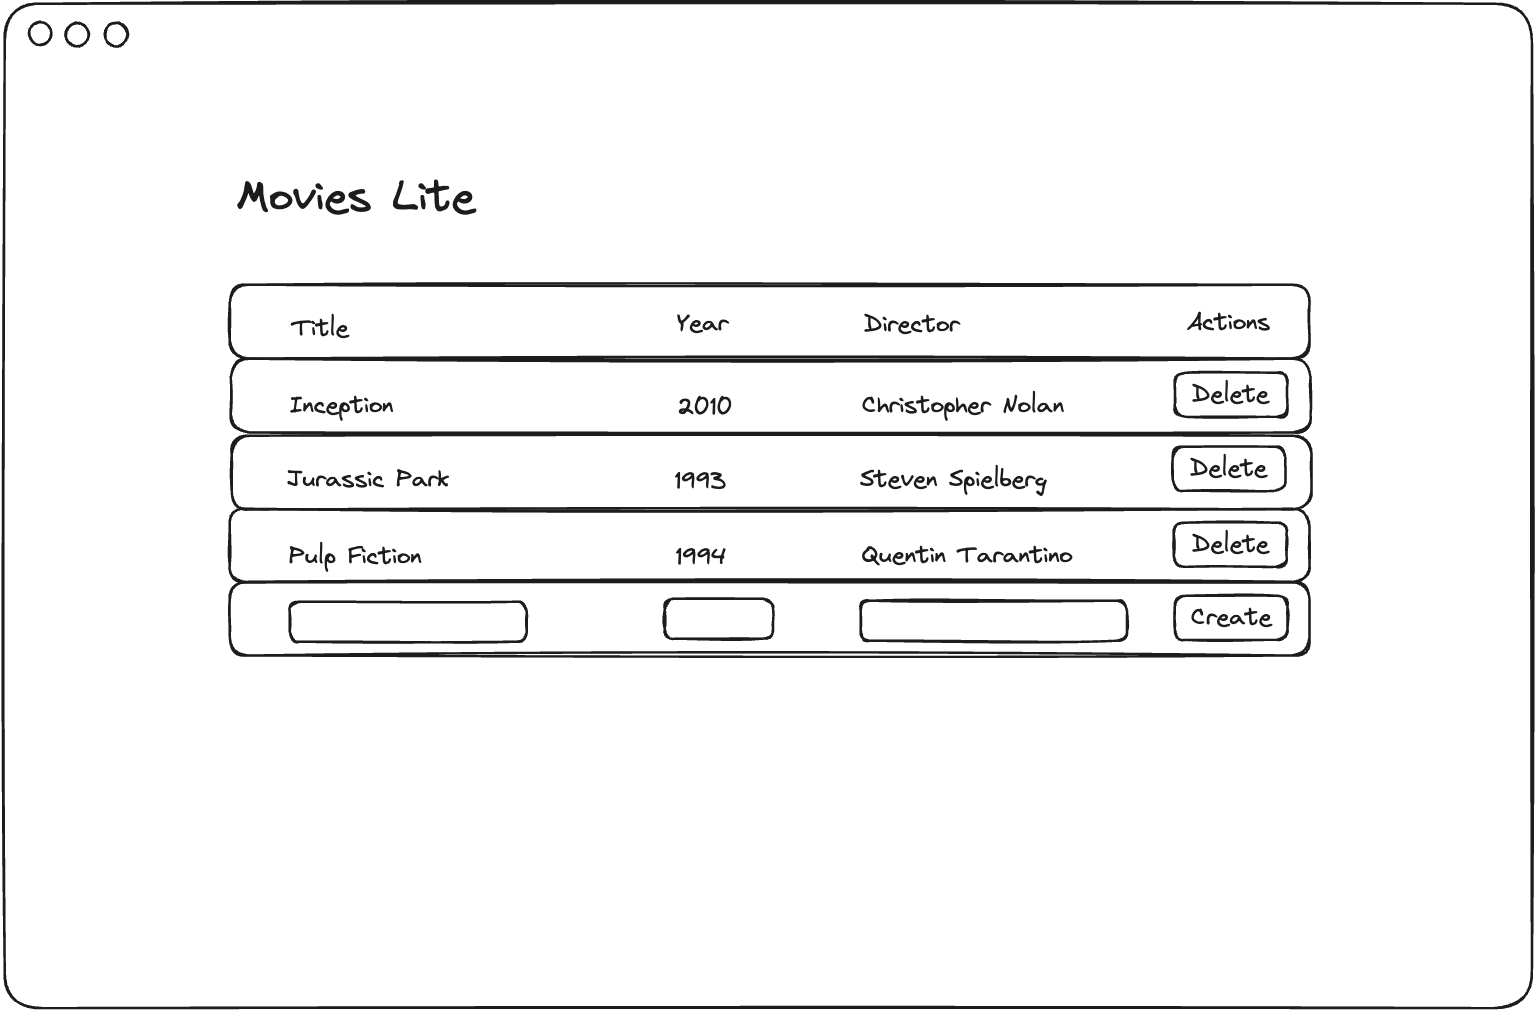 Movies Lite
Title Year Director Actions
Inception 2010 Christopher Nolan Delete
Jurassic Park 1993 Steven Spielberg Delete
Pulp Fiction 1994 Quentin Tarantino Delete
Create